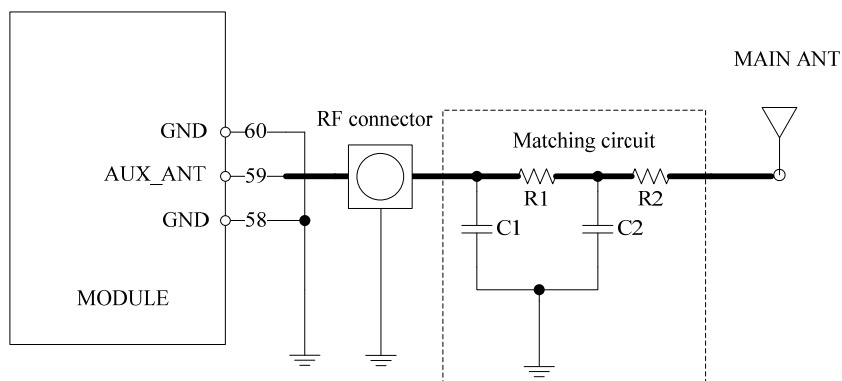 MAIN ANT
RF connector
Matching circuit
GND 60
AUX_ANT 59
GND 58
R1
R2
C1
C2
MODULE